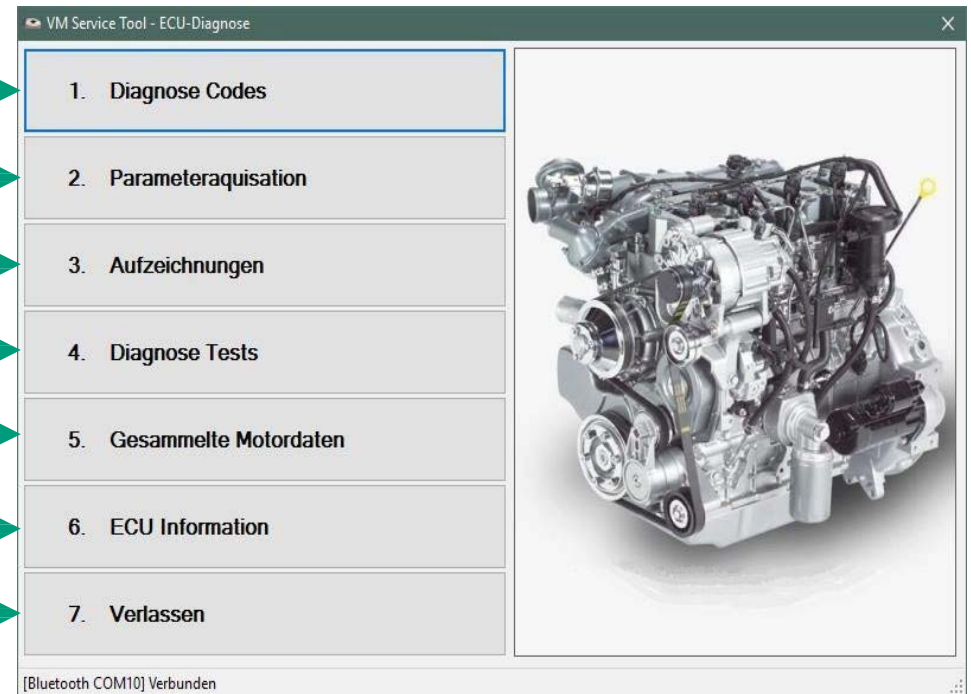 VM Service Tool - ECU-Diagnose
1. Diagnose Codes
2. Parameteraquisation
3. Aufzeichnungen
4. Diagnose Tests
5. Gesammelte Motordaten
6. ECU Information
7. Verlassen
[Bluetooth COM10] Verbunden